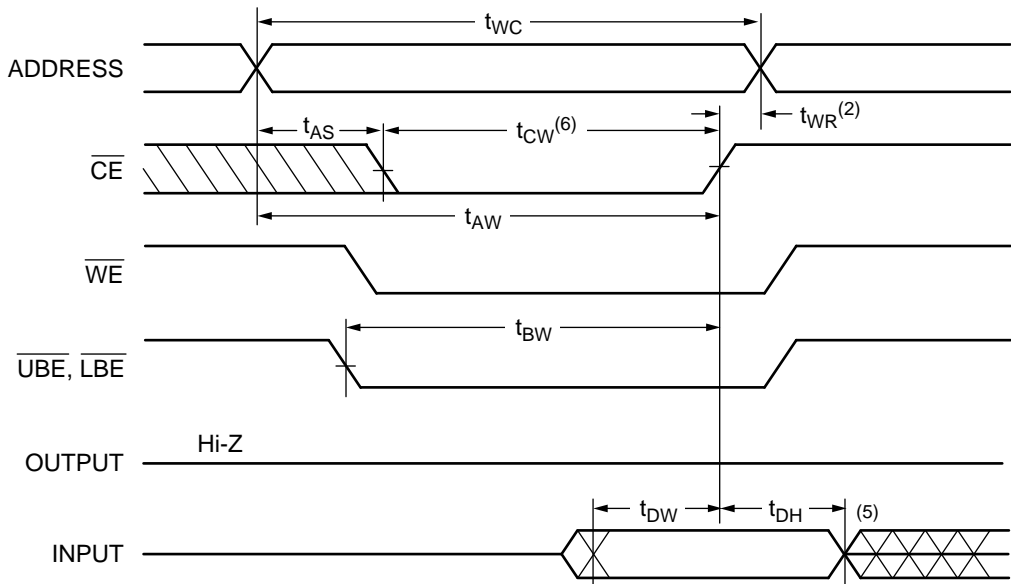 tWC
ADDRESS
tAS
tCW(6)
tWR(2)
CE
tAW
WE
tBW
UBE, LBE
Hi-Z
OUTPUT
tDW
tDH
(5)
INPUT